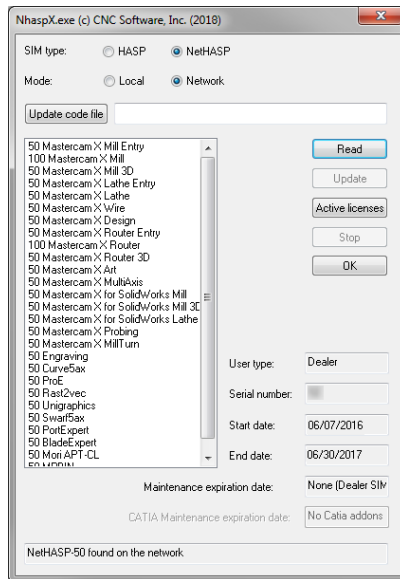 NhaspX.exe (c) CNC Software, Inc. (2018)
SIM type: HASP NetHASP
Mode: Local Network
Update code file
50 Mastercam X Mill Entry
100 Mastercam X Mill
50 Mastercam X Mill 3D
50 Mastercam X Lathe Entry
50 Mastercam X Lathe
50 Mastercam X Wire
50 Mastercam X Design
50 Mastercam X Router Entry
100 Mastercam X Router
50 Mastercam X Router 3D
50 Mastercam X Art
50 Mastercam X MultiAxis
50 Mastercam X for SolidWorks Mill
50 Mastercam X for SolidWorks Mill 3D
50 Mastercam X for SolidWorks Lathe
50 Mastercam X Probing
50 Mastercam X MillTurn
50 Engraving
50 Curve5ax
50 ProE
50 Rast2vec
50 Unigraphics
50 Swarf5ax
50 PortExpert
50 BladeExpert
50 Mori APT-CL
Read
Update
Active licenses
Stop
OK
User type: Dealer
Serial number:
Start date: 06/07/2016
End date: 06/30/2017
Maintenance expiration date: None (Dealer SIM
CATIA Maintenance expiration date: No Catia addons
NetHASP-50 found on the network